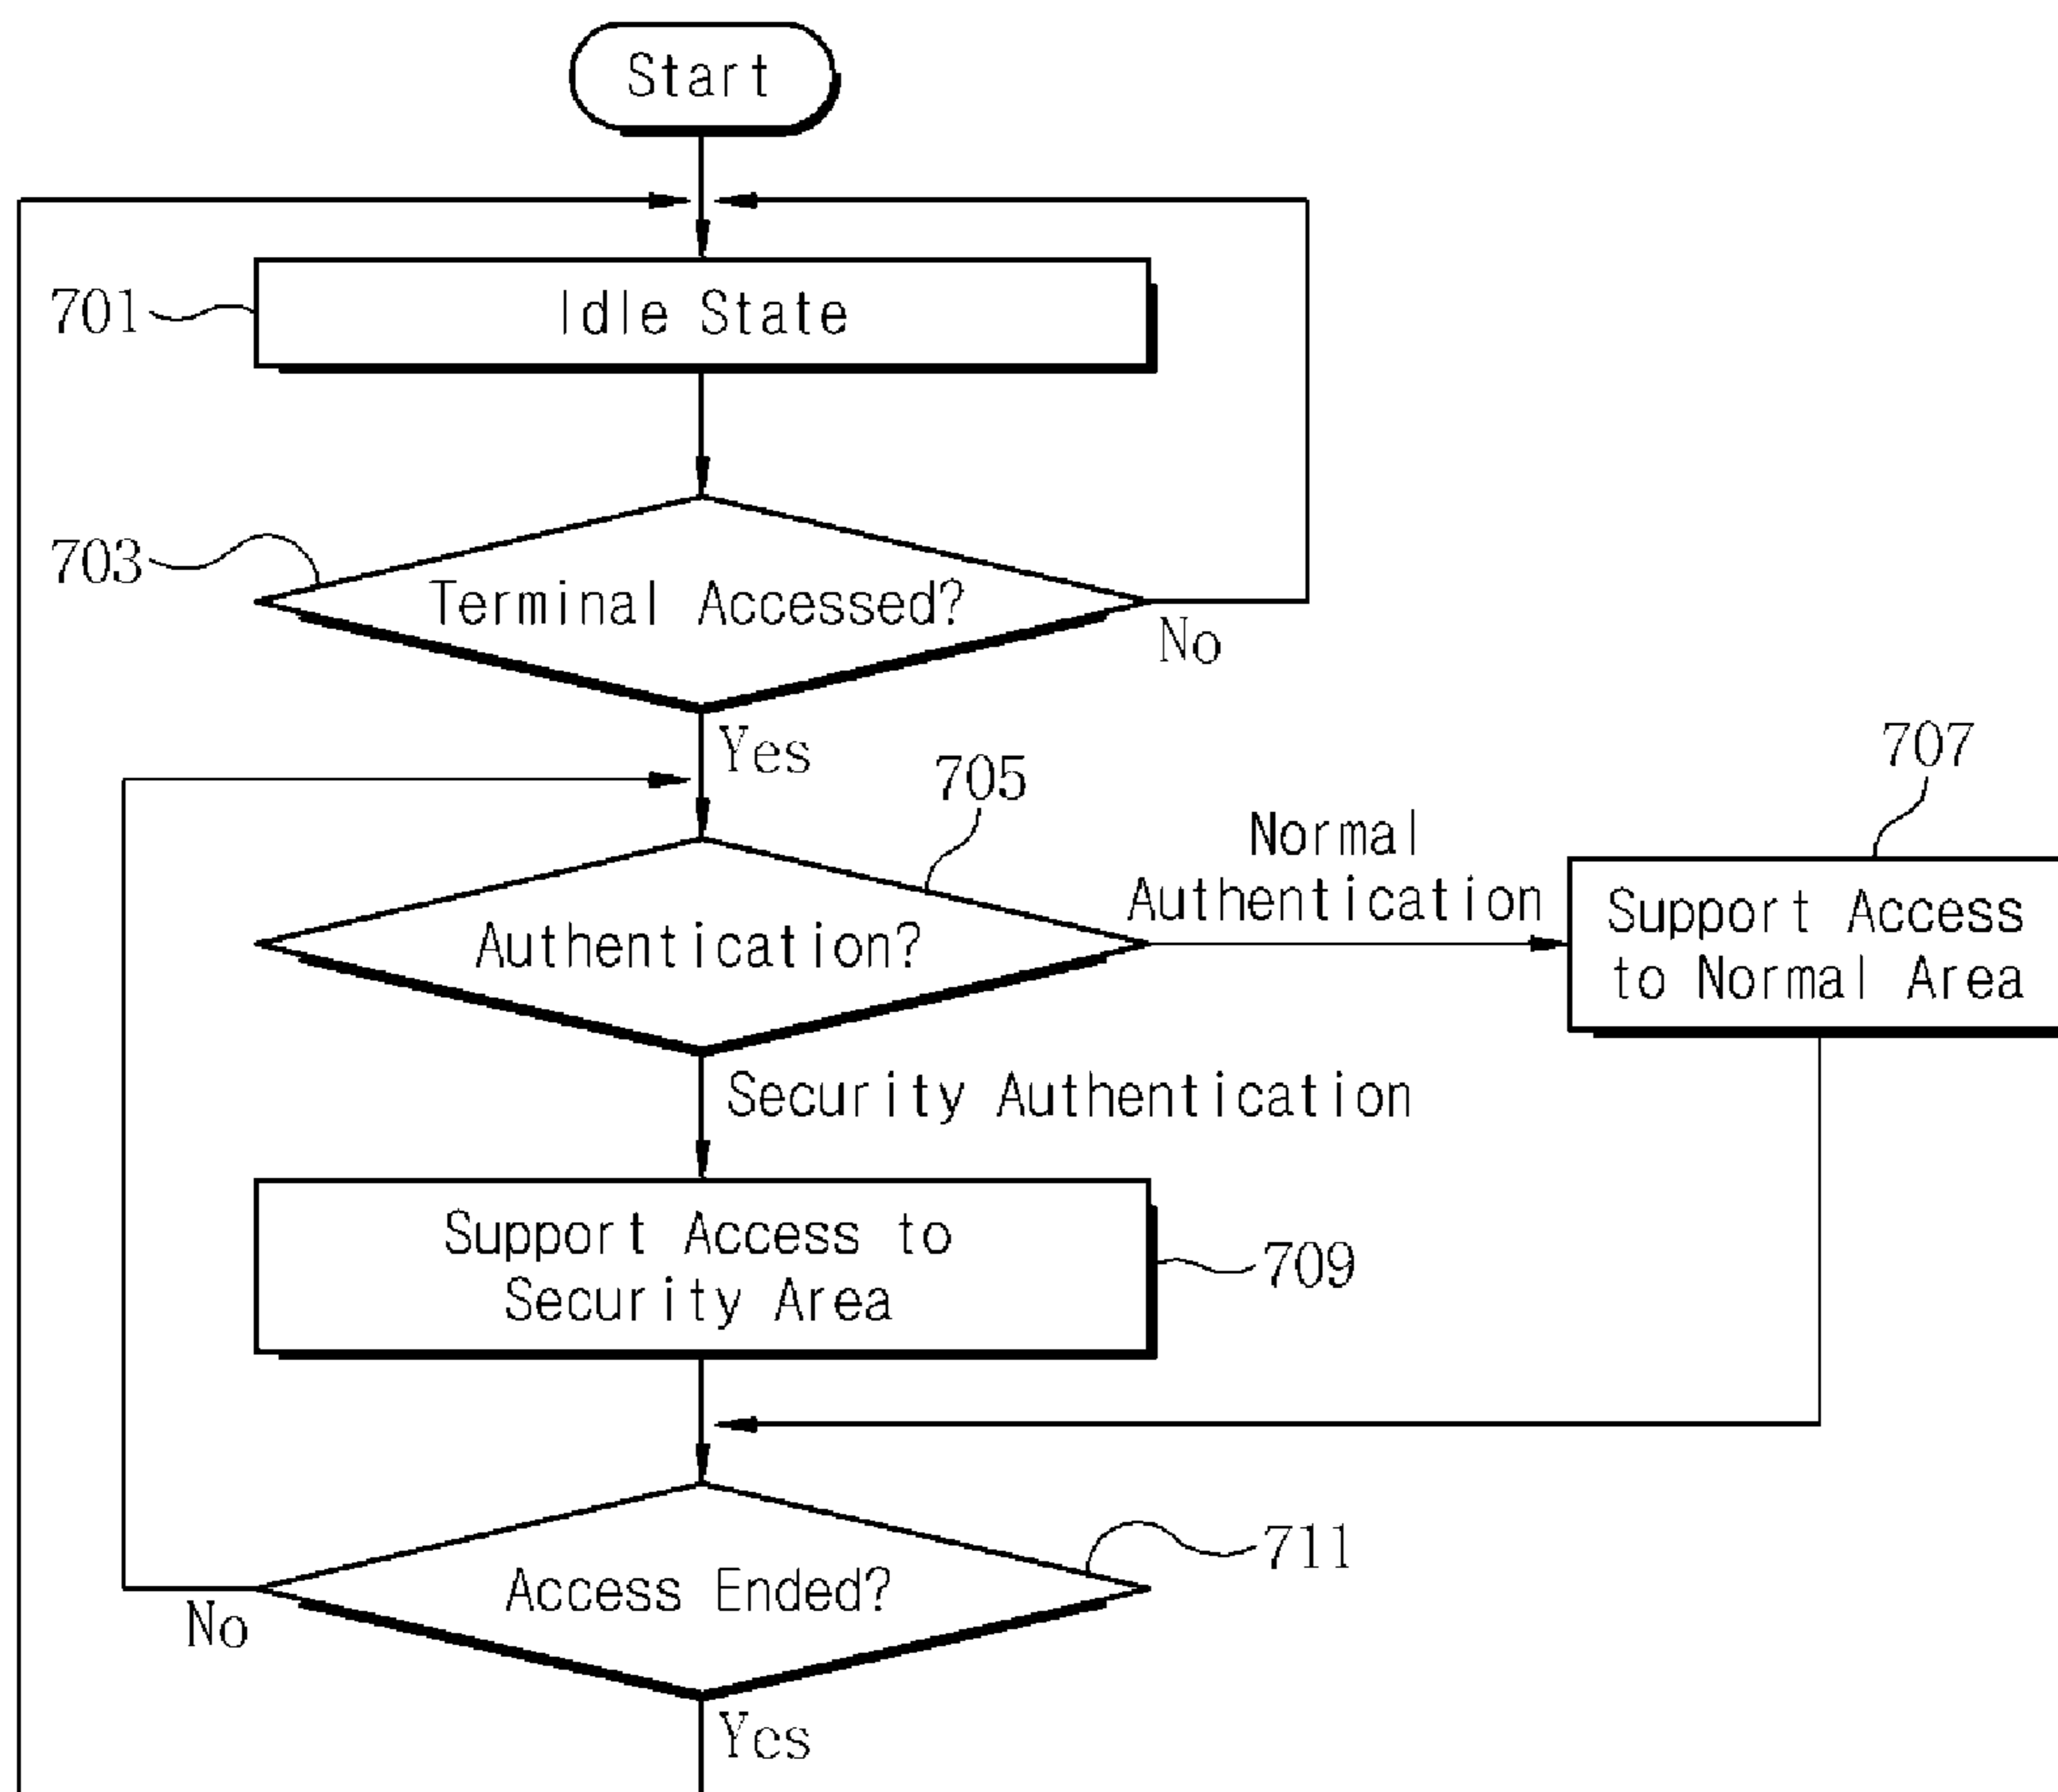 Start
701
Idle State
703
Terminal Accessed?
No
Yes
705
707
Normal
Authentication
Authentication?
Support Access
to Normal Area
Security Authentication
Support Access to
Security Area
709
711
Access Ended?
No
Yes